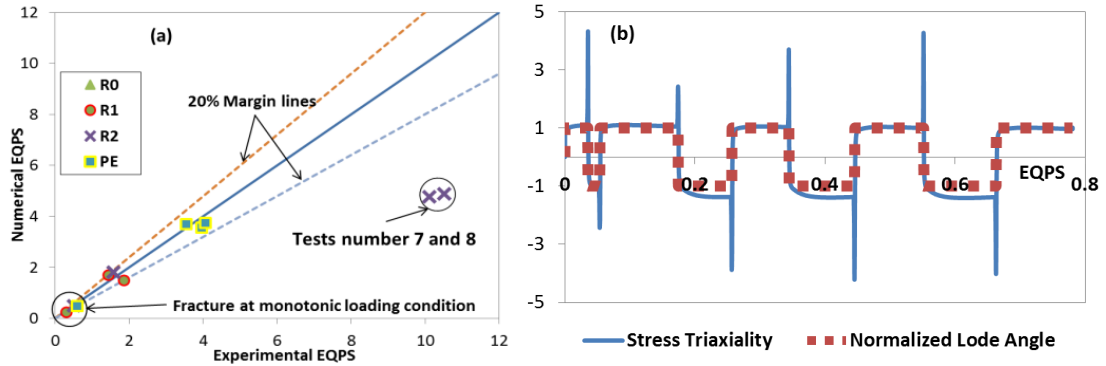 (a)
12
10
8
6
4
2
0
Numerical EQPS
R0
R1
R2
PE
20% Margin lines
Tests number 7 and 8
Fracture at monotonic loading condition
0 2 4 6 8 10 12
Experimental EQPS
(b)
5
3
1
-1
-3
-5
0 0.2 0.4 0.6 0.8
EQPS
Stress Triaxiality Normalized Lode Angle